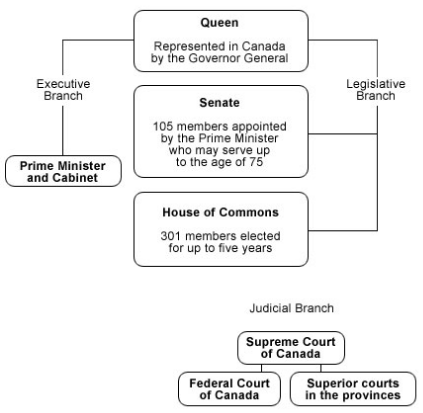 Queen
Represented in Canada
by the Governor General
Executive
Branch
Legislative
Branch
Senate
105 members appointed
by the Prime Minister
who may serve up
to the age of 75
Prime Minister
and Cabinet
House of Commons
301 members elected
for up to five years
Judicial Branch
Supreme Court
of Canada
Federal Court
of Canada
Superior courts
in the provinces